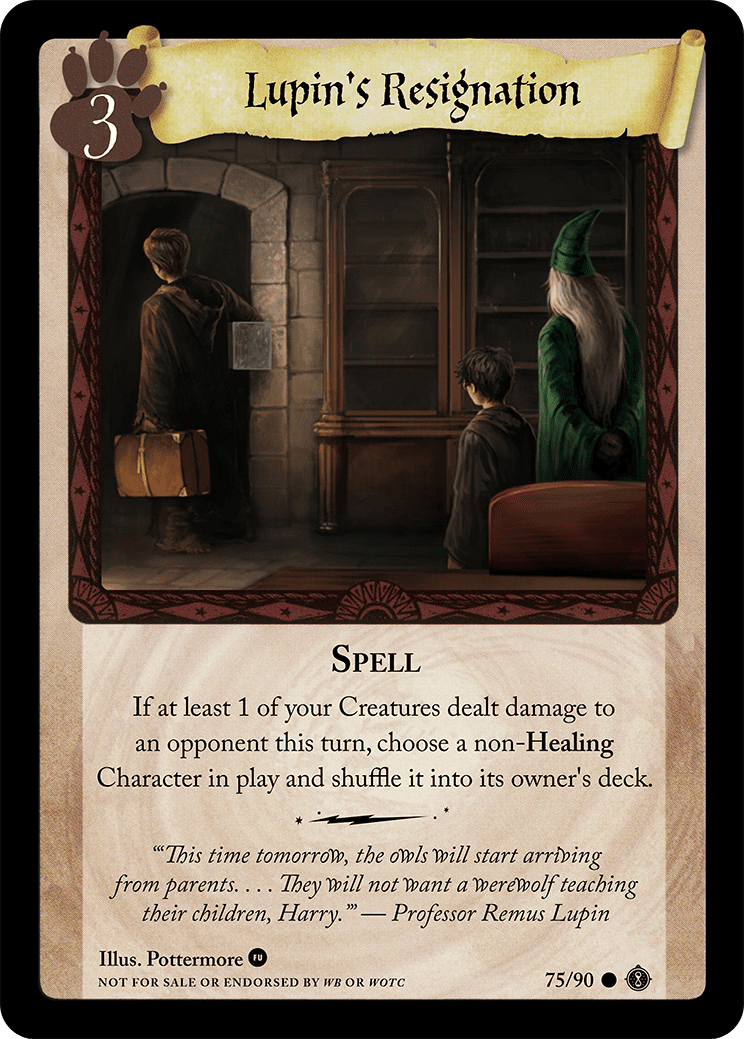 3
Lupin's Resignation
Spell
If at least 1 of your Creatures dealt damage to
an opponent this turn, choose a non-Healing
Character in play and shuffle it into its owner's deck.
“‘This time tomorrow, the owls will start arriving
from parents. . . . They will not want a werewolf teaching
their children, Harry.’” — Professor Remus Lupin
Illus. Pottermore FU
NOT FOR SALE OR ENDORSED BY WB OR WOTC
75/90